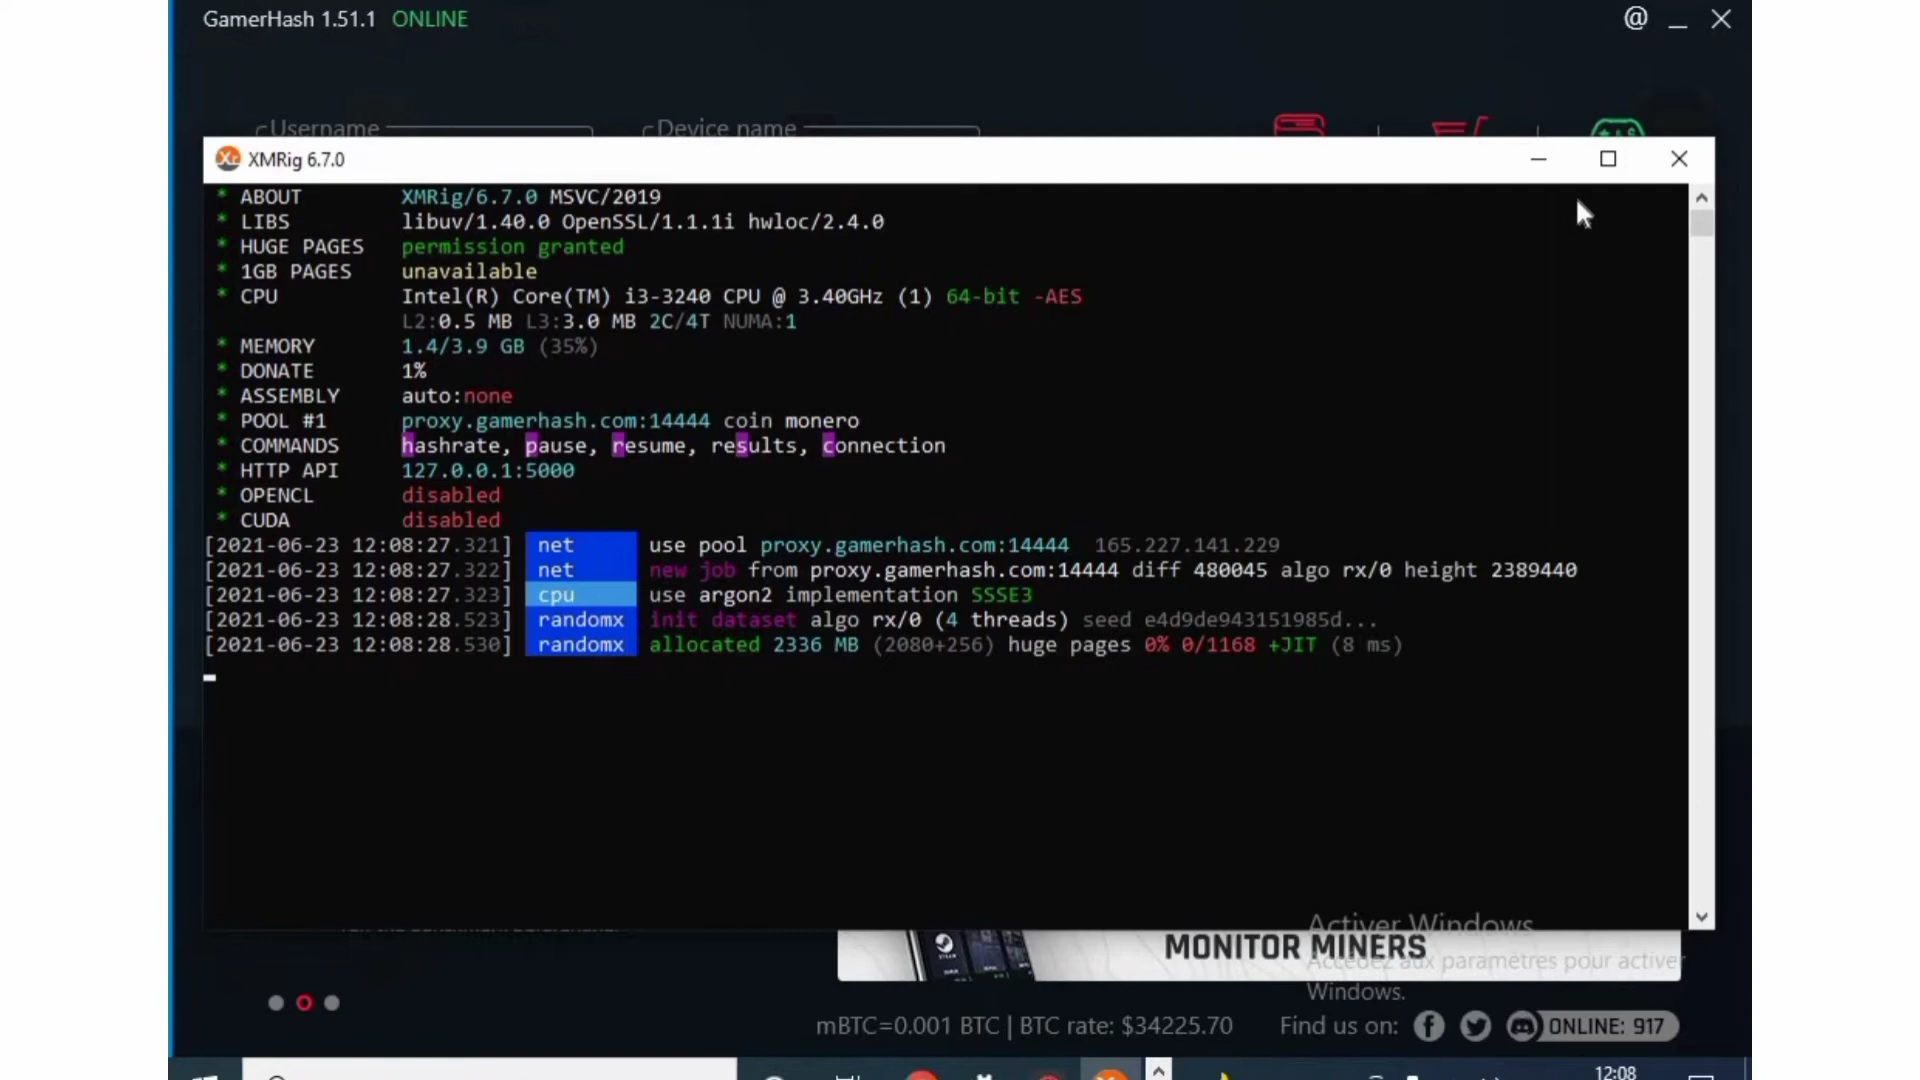 GamerHash 1.51.1 ONLINE @
Username Device name
XMRig 6.7.0
* ABOUT XMRig/6.7.0 MSVC/2019
* LIBS libuv/1.40.0 OpenSSL/1.1.1i hwloc/2.4.0
* HUGE PAGES permission granted
* 1GB PAGES unavailable
* CPU Intel(R) Core(TM) i3-3240 CPU @ 3.40GHz (1) 64-bit -AES
L2:0.5 MB L3:3.0 MB 2C/4T NUMA:1
* MEMORY 1.4/3.9 GB (35%)
* DONATE 1%
* ASSEMBLY auto:none
* POOL #1 proxy.gamerhash.com:14444 coin monero
* COMMANDS hashrate, pause, resume, results, connection
* HTTP API 127.0.0.1:5000
* OPENCL disabled
* CUDA disabled
[2021-06-23 12:08:27.321] net use pool proxy.gamerhash.com:14444 165.227.141.229
[2021-06-23 12:08:27.322] net new job from proxy.gamerhash.com:14444 diff 480045 algo rx/0 height 2389440
[2021-06-23 12:08:27.323] cpu use argon2 implementation SSSE3
[2021-06-23 12:08:28.523] randomx init dataset algo rx/0 (4 threads) seed e4d9de943151985d...
[2021-06-23 12:08:28.530] randomx allocated 2336 MB (2080+256) huge pages 0% 0/1168 +JIT (8 ms)
Activer Windows
MONITOR MINERS
Accédez aux paramètres pour activer
Windows.
mBTC=0.001 BTC | BTC rate: $34225.70 Find us on: ONLINE: 917
12:08